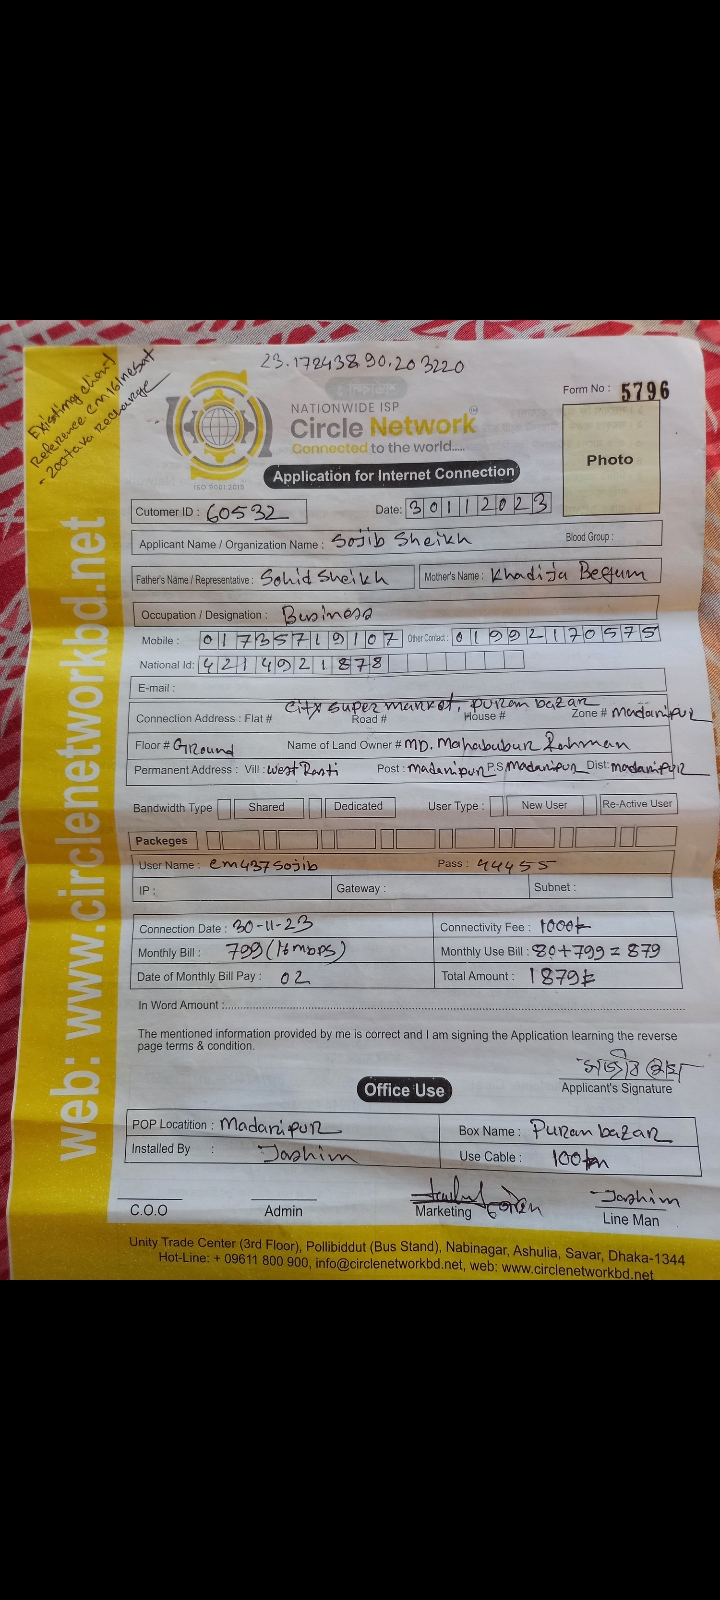 23.172438.90.203220
Existing client
Reference cm161nesat
- 200 taka Recharge
NATIONWIDE ISP
Circle Network
Connected to the world.....
ISO 9001:2015
Form No : 5796
Photo
Application for Internet Connection
Cutomer ID : 60532 Date: 30112023
Applicant Name / Organization Name : Sojib Sheikh Blood Group :
Father's Name / Representative : Sohid Sheikh Mother's Name : Khadija Begum
Occupation / Designation : Business
Mobile : 01735719107 Other Contact : 01992170575
National Id: 4214921878
E-mail :
City super market, puran bazar
Connection Address : Flat # Road # House # Zone # Madaripur
Floor # Ground Name of Land Owner # MD. Mahabubur Rahman
Permanent Address : Vill : West Rasti Post : Madaripur P.S Madaripur Dist: Madaripur
Bandwidth Type Shared Dedicated User Type : New User Re-Active User
Packeges
User Name : cm437sojib Pass : 44455
IP : Gateway : Subnet :
Connection Date : 30-11-23 Connectivity Fee : 1000৳
Monthly Bill : 799 (16mbps) Monthly Use Bill : 80+799 = 879
Date of Monthly Bill Pay : 02 Total Amount : 1879৳
In Word Amount :
The mentioned information provided by me is correct and I am signing the Application learning the reverse
page terms & condition.
Applicant's Signature
Office Use
POP Locatition : Madaripur Box Name : Puran bazar
Installed By : Jashim Use Cable : 100m
Jashim
C.O.O Admin Marketing Line Man
Unity Trade Center (3rd Floor), Pollibiddut (Bus Stand), Nabinagar, Ashulia, Savar, Dhaka-1344
Hot-Line: + 09611 800 900, info@circlenetworkbd.net, web: www.circlenetworkbd.net
web: www.circlenetworkbd.net